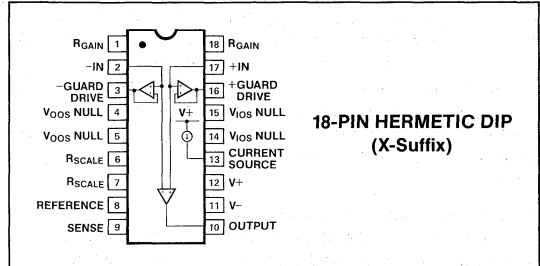 RGAIN 1
18 RGAIN
-IN 2
17 +IN
-GUARD
DRIVE 3
16 +GUARD
DRIVE
VOOS NULL 4
V+
15 VIOS NULL
VOOS NULL 5
14 VIOS NULL
RSCALE 6
13 CURRENT
SOURCE
RSCALE 7
12 V+
REFERENCE 8
11 V-
SENSE 9
10 OUTPUT
18-PIN HERMETIC DIP
(X-Suffix)